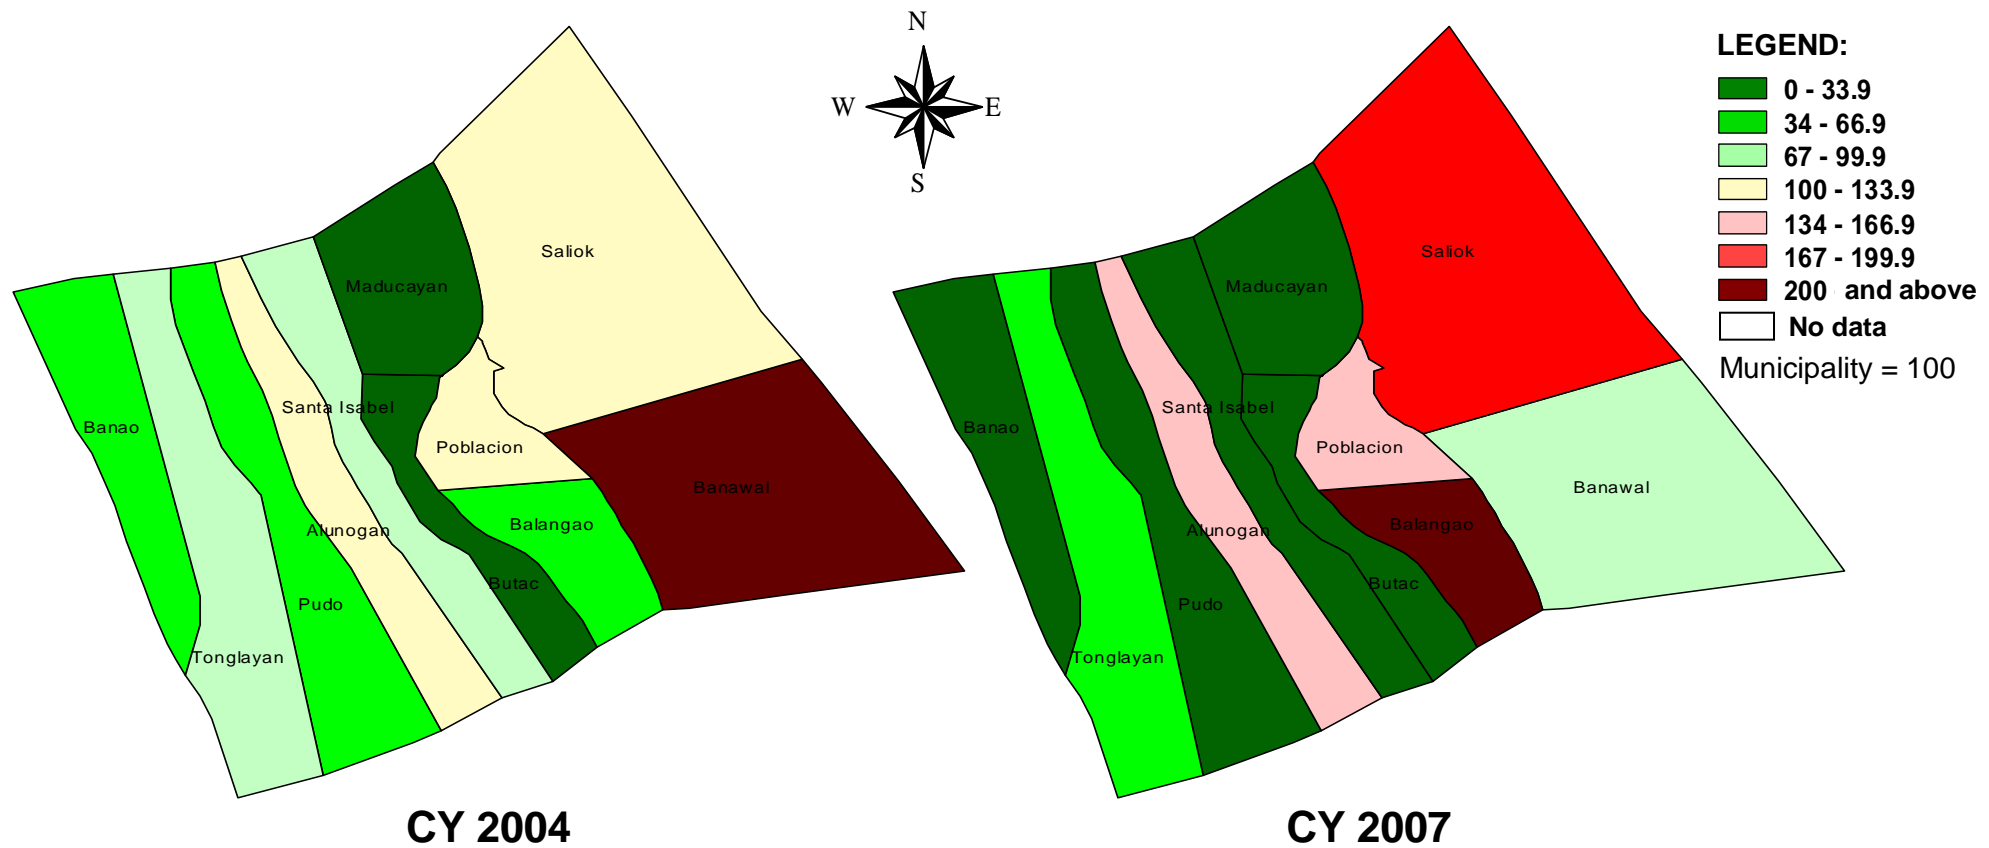 N
W E
S
LEGEND:
0 - 33.9
34 - 66.9
67 - 99.9
100 - 133.9
134 - 166.9
167 - 199.9
200 and above
No data
Municipality = 100
Saliok
Maducayan
Santa Isabel
Banao
Poblacion
Banawal
Balangao
Alunogan
Butac
Pudo
Tonglayan
CY 2004
Saliok
Maducayan
Santa Isabel
Banao
Poblacion
Banawal
Balangao
Alunogan
Butac
Pudo
Tonglayan
CY 2007